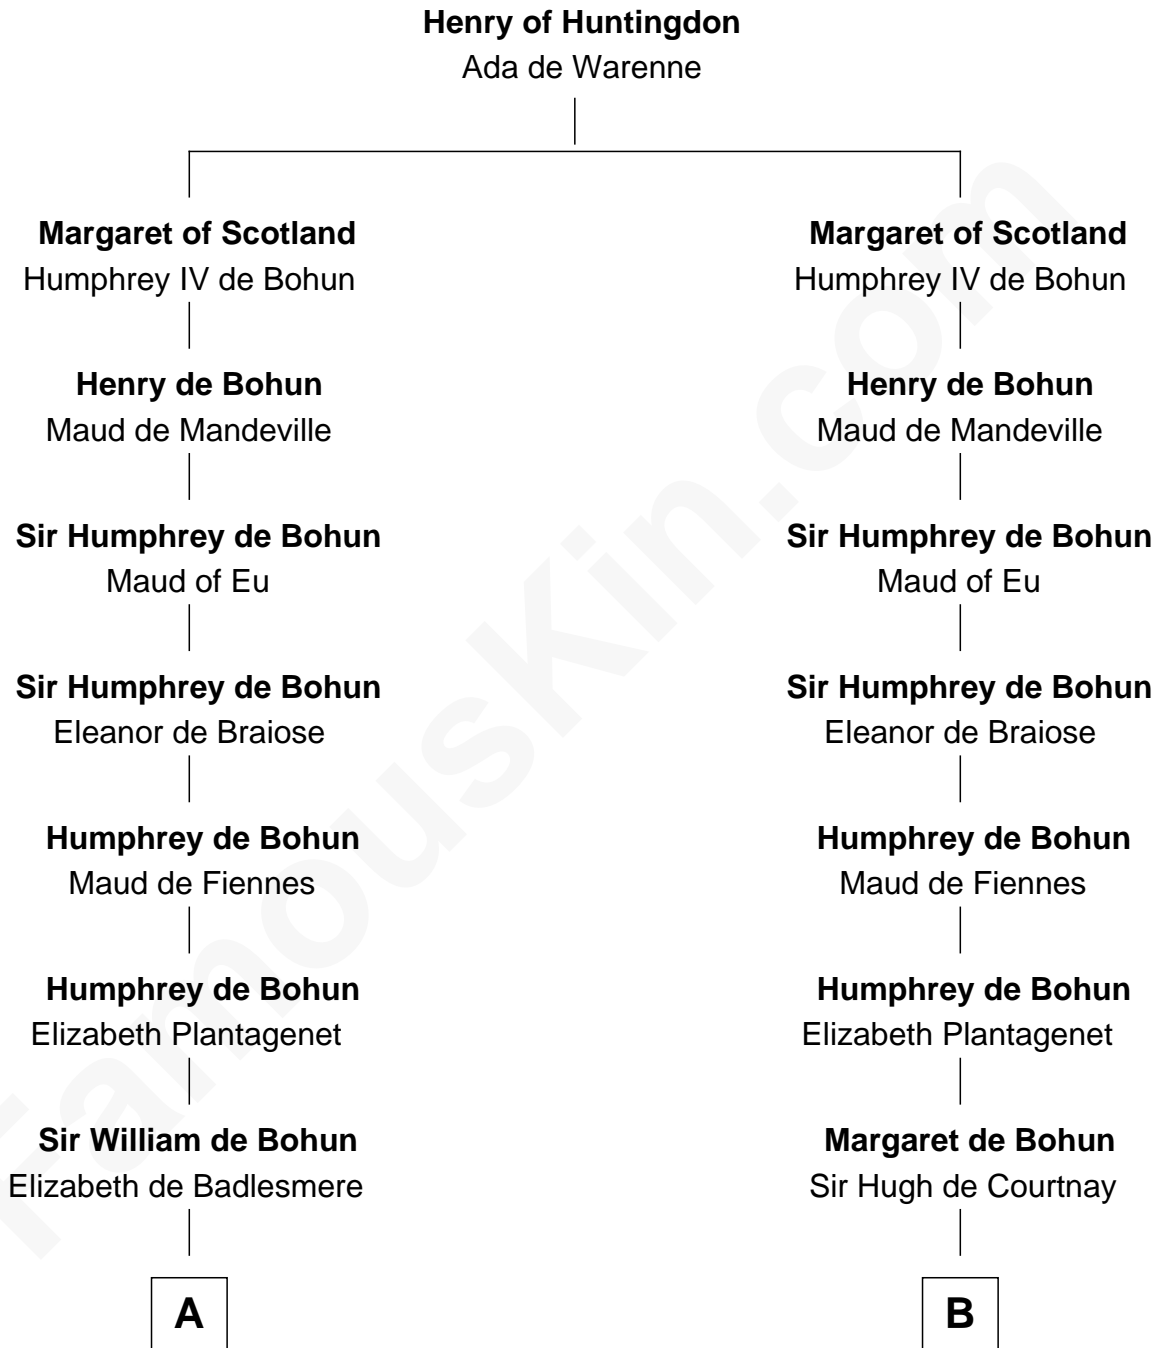 Henry of Huntingdon
Ada de Warenne
Margaret of Scotland
Humphrey IV de Bohun
Henry de Bohun
Maud de Mandeville
Sir Humphrey de Bohun
Maud of Eu
Sir Humphrey de Bohun
Eleanor de Braiose
Humphrey de Bohun
Maud de Fiennes
Humphrey de Bohun
Elizabeth Plantagenet
Sir William de Bohun
Elizabeth de Badlesmere
A
Margaret of Scotland
Humphrey IV de Bohun
Henry de Bohun
Maud de Mandeville
Sir Humphrey de Bohun
Maud of Eu
Sir Humphrey de Bohun
Eleanor de Braiose
Humphrey de Bohun
Maud de Fiennes
Humphrey de Bohun
Elizabeth Plantagenet
Margaret de Bohun
Sir Hugh de Courtnay
B
FamousKin.com